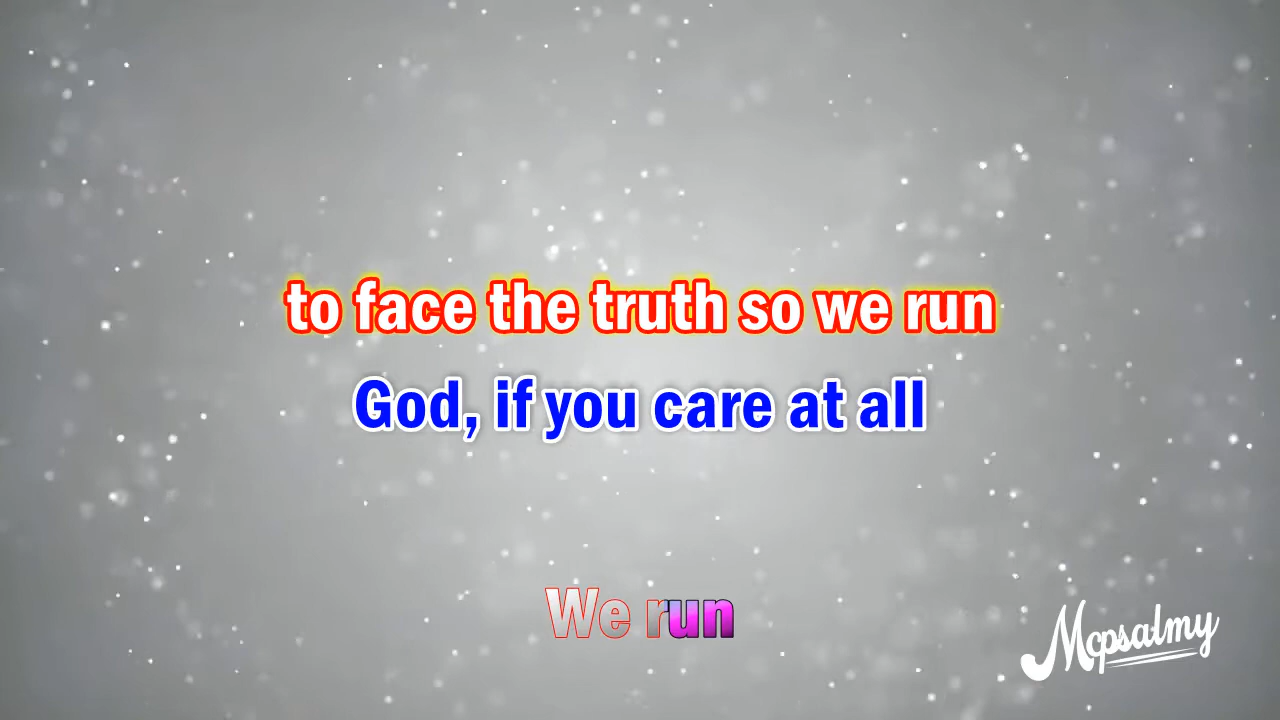 to face the truth so we run
God, if you care at all
We run
Mcpsalmy